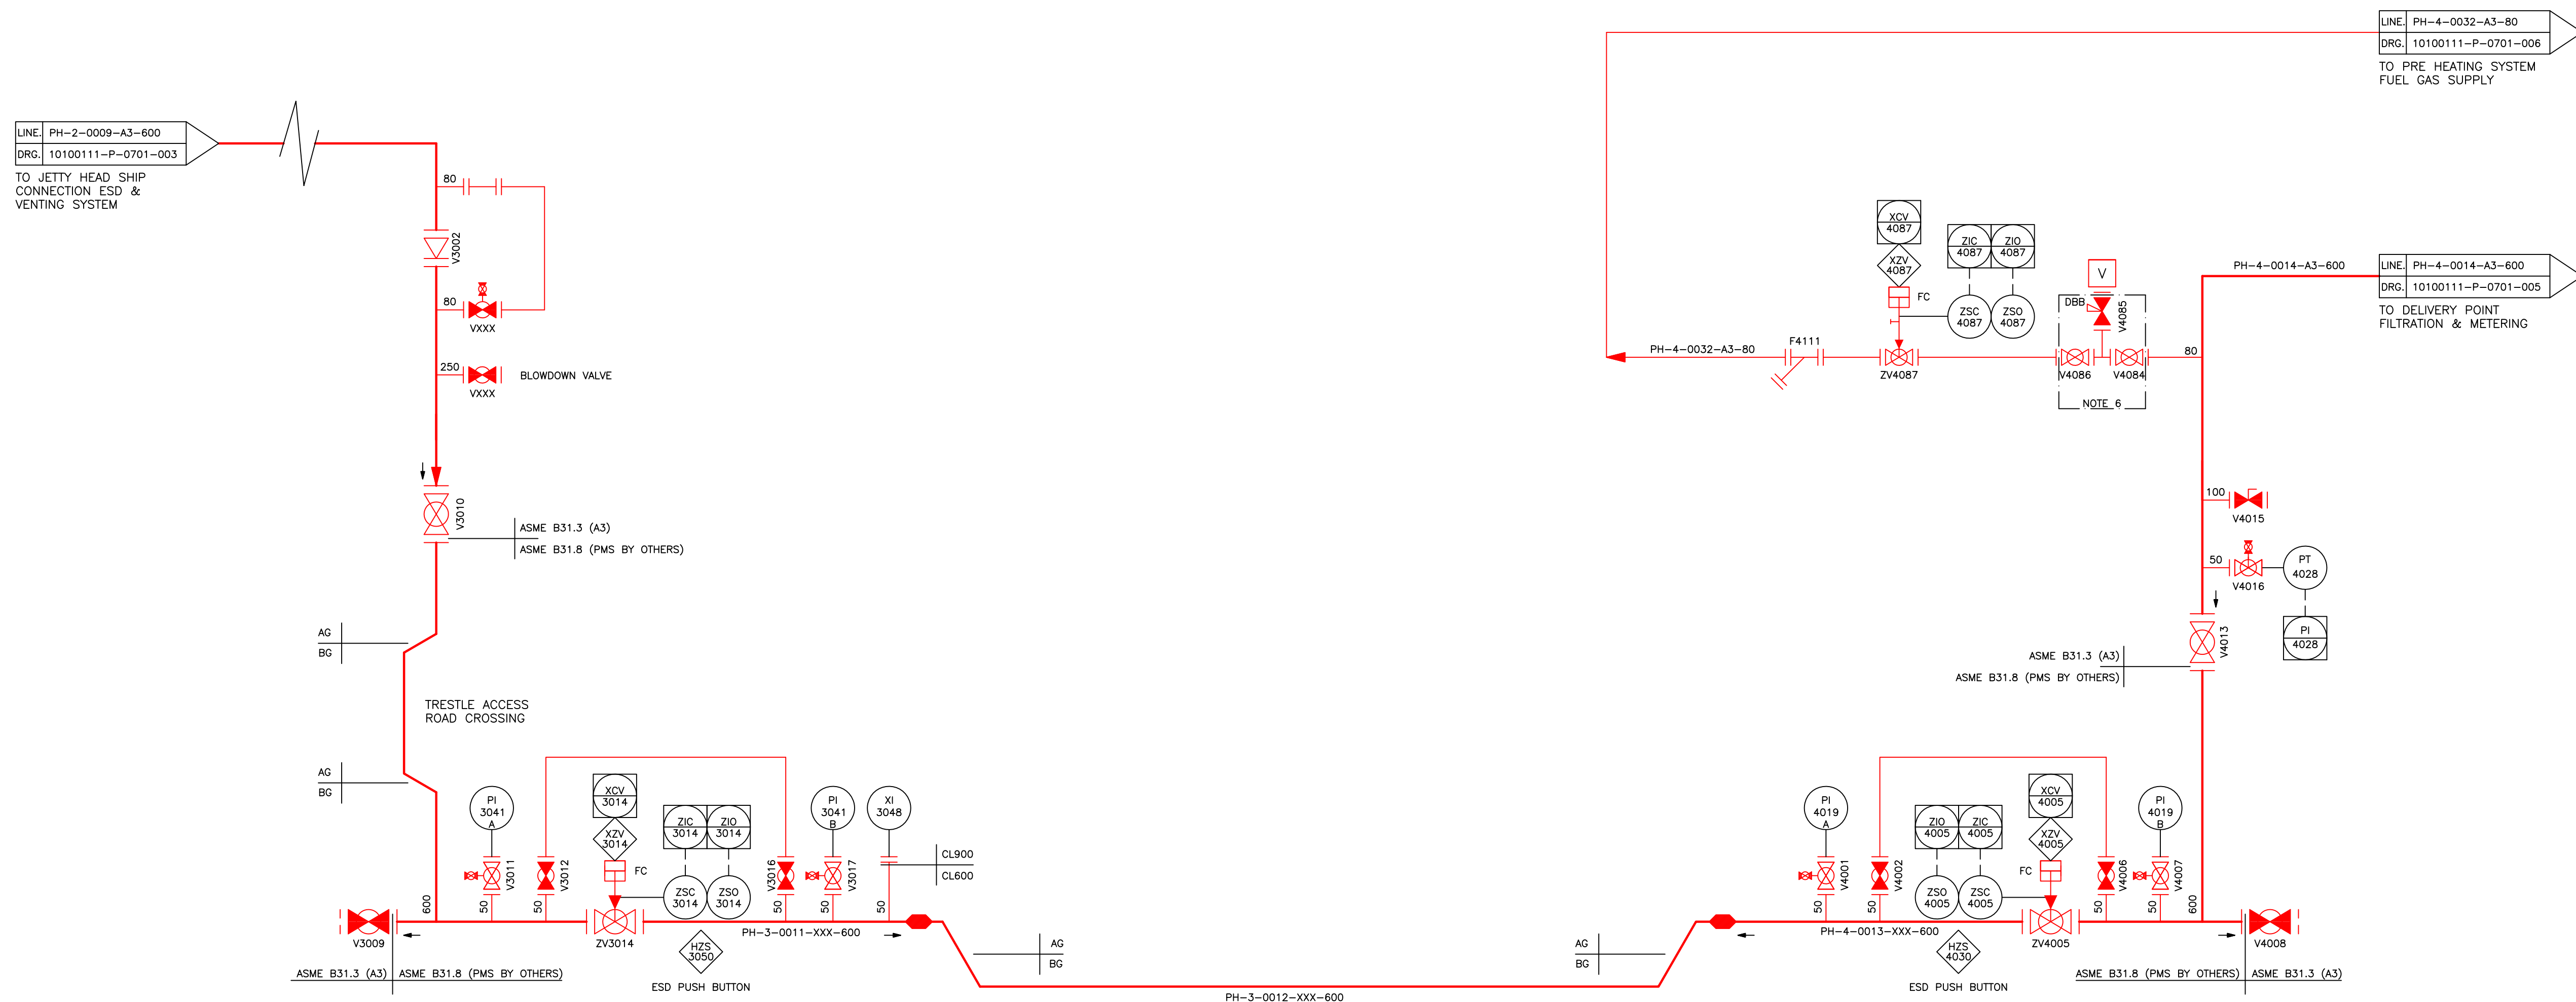 LINE. PH-4-0032-A3-80
DRG. 10100111-P-0701-006
TO PRE HEATING SYSTEM
FUEL GAS SUPPLY
LINE. PH-2-0009-A3-600
DRG. 10100111-P-0701-003
TO JETTY HEAD SHIP
CONNECTION ESD &
VENTING SYSTEM
80
V3002
80
VXXX
250
VXXX
BLOWDOWN VALVE
V3010
ASME B31.3 (A3)
ASME B31.8 (PMS BY OTHERS)
AG
BG
TRESTLE ACCESS
ROAD CROSSING
AG
BG
600
V3009
ASME B31.3 (A3)
ASME B31.8 (PMS BY OTHERS)
PI
3041
A
V3011
50
V3012
50
XCV
3014
XZV
3014
FC
ZV3014
ZIC
3014
ZIO
3014
ZSC
3014
ZSO
3014
HZS
3050
ESD PUSH BUTTON
PH-3-0011-XXX-600
V3016
50
PI
3041
B
V3017
50
XI
3048
50
CL900
CL600
AG
BG
PH-3-0012-XXX-600
AG
BG
PI
4019
A
V4001
50
V4002
50
PH-4-0013-XXX-600
ZIO
4005
ZIC
4005
ZSO
4005
ZSC
4005
XCV
4005
XZV
4005
FC
ZV4005
HZS
4030
ESD PUSH BUTTON
V4006
50
PI
4019
B
V4007
50
600
V4008
ASME B31.8 (PMS BY OTHERS)
ASME B31.3 (A3)
XCV
4087
XZV
4087
FC
ZV4087
ZIC
4087
ZIO
4087
ZSC
4087
ZSO
4087
PH-4-0032-A3-80
F4111
V
DBB
V4085
V4086
V4084
NOTE 6
80
PH-4-0014-A3-600
LINE. PH-4-0014-A3-600
DRG. 10100111-P-0701-005
TO DELIVERY POINT
FILTRATION & METERING
100
V4015
50
V4016
PT
4028
PI
4028
V4013
ASME B31.3 (A3)
ASME B31.8 (PMS BY OTHERS)